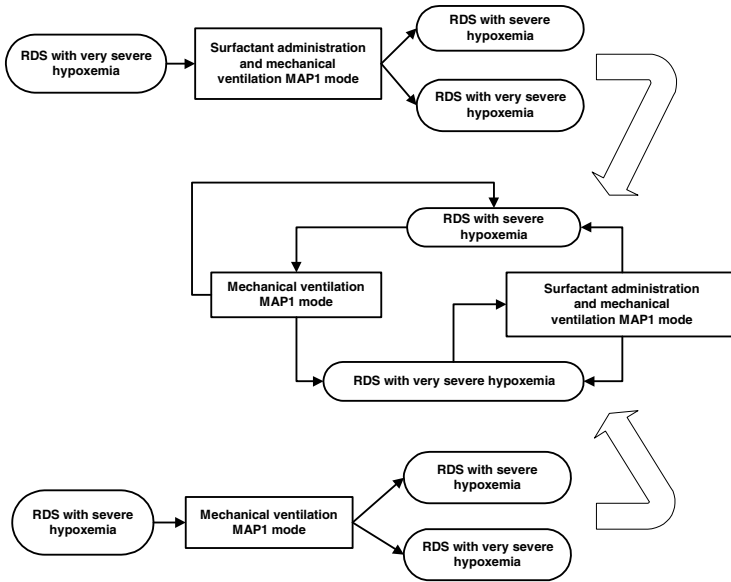 RDS with very severe
hypoxemia
Surfactant administration
and mechanical
ventilation MAP1 mode
RDS with severe
hypoxemia
RDS with very severe
hypoxemia
RDS with severe
hypoxemia
Mechanical ventilation
MAP1 mode
Surfactant administration
and mechanical
ventilation MAP1 mode
RDS with very severe hypoxemia
RDS with severe
hypoxemia
Mechanical ventilation
MAP1 mode
RDS with severe
hypoxemia
RDS with very severe
hypoxemia